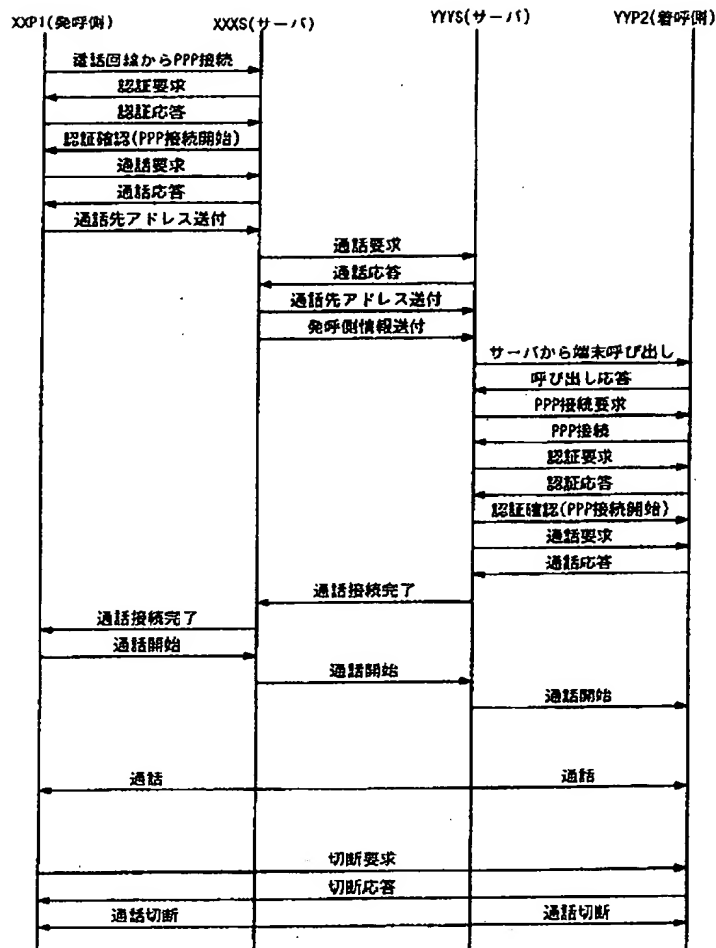 XXP1(発呼側)
XXXS(サーバ)
YYYS(サーバ)
YYP2(着呼側)
電話回線からPPP接続
認証要求
認証応答
認証確認(PPP接続開始)
通話要求
通話応答
通話先アドレス送付
通話要求
通話応答
通話先アドレス送付
発呼側情報送付
サーバから端末呼び出し
呼び出し応答
PPP接続要求
PPP接続
認証要求
認証応答
認証確認(PPP接続開始)
通話要求
通話応答
通話接続完了
通話接続完了
通話開始
通話開始
通話開始
通話
通話
切断要求
切断応答
通話切断
通話切断